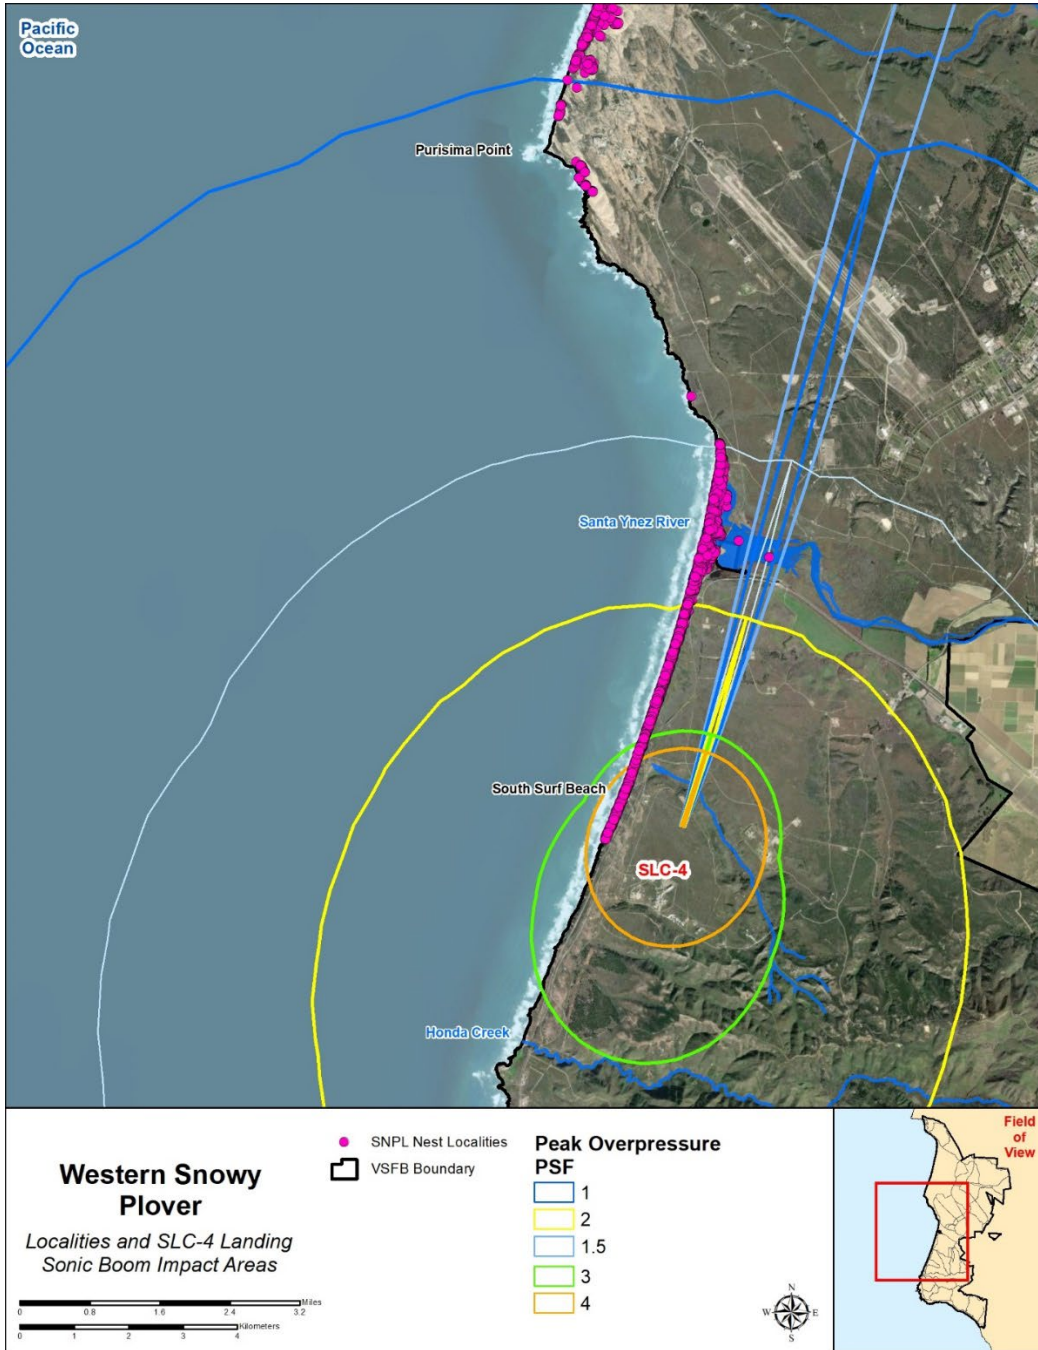 Pacific
Ocean
Purisima Point
Santa Ynez River
South Surf Beach
SLC-4
Honda Creek
Western Snowy
Plover
Localities and SLC-4 Landing
Sonic Boom Impact Areas
0 0.8 1.6 2.4 3.2 Miles
0 1 2 3 4 Kilometers
SNPL Nest Localities
VSFB Boundary
Peak Overpressure
PSF
1
2
1.5
3
4
N
W E
S
Field
of
View